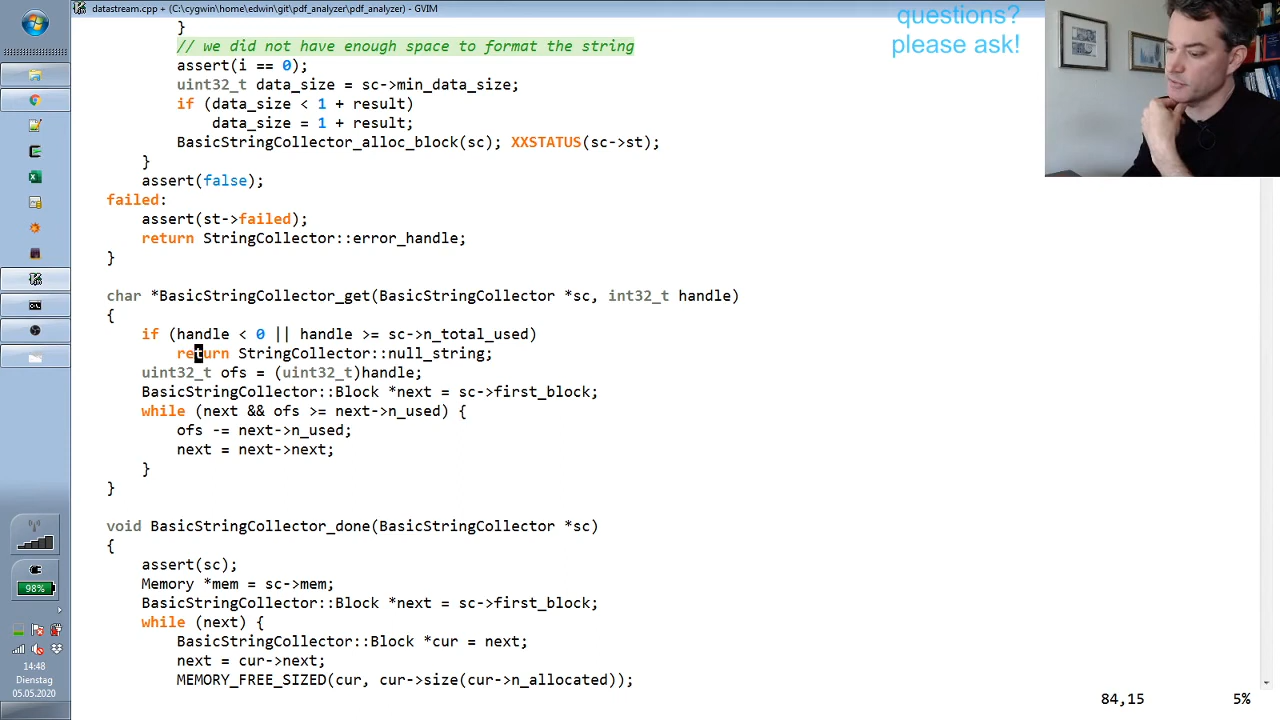 datastream.cpp + (C:\cygwin\home\edwin\git\pdf_analyzer\pdf_analyzer) - GVIM
questions?
please ask!
}
// we did not have enough space to format the string
assert(i == 0);
uint32_t data_size = sc->min_data_size;
if (data_size < 1 + result)
data_size = 1 + result;
BasicStringCollector_alloc_block(sc); XXSTATUS(sc->st);
}
assert(false);
failed:
assert(st->failed);
return StringCollector::error_handle;
}
char *BasicStringCollector_get(BasicStringCollector *sc, int32_t handle)
{
if (handle < 0 || handle >= sc->n_total_used)
return StringCollector::null_string;
uint32_t ofs = (uint32_t)handle;
BasicStringCollector::Block *next = sc->first_block;
while (next && ofs >= next->n_used) {
ofs -= next->n_used;
next = next->next;
}
}
void BasicStringCollector_done(BasicStringCollector *sc)
{
assert(sc);
Memory *mem = sc->mem;
BasicStringCollector::Block *next = sc->first_block;
while (next) {
BasicStringCollector::Block *cur = next;
next = cur->next;
MEMORY_FREE_SIZED(cur, cur->size(cur->n_allocated));
84,15 5%
98%
14:48
Dienstag
05.05.2020